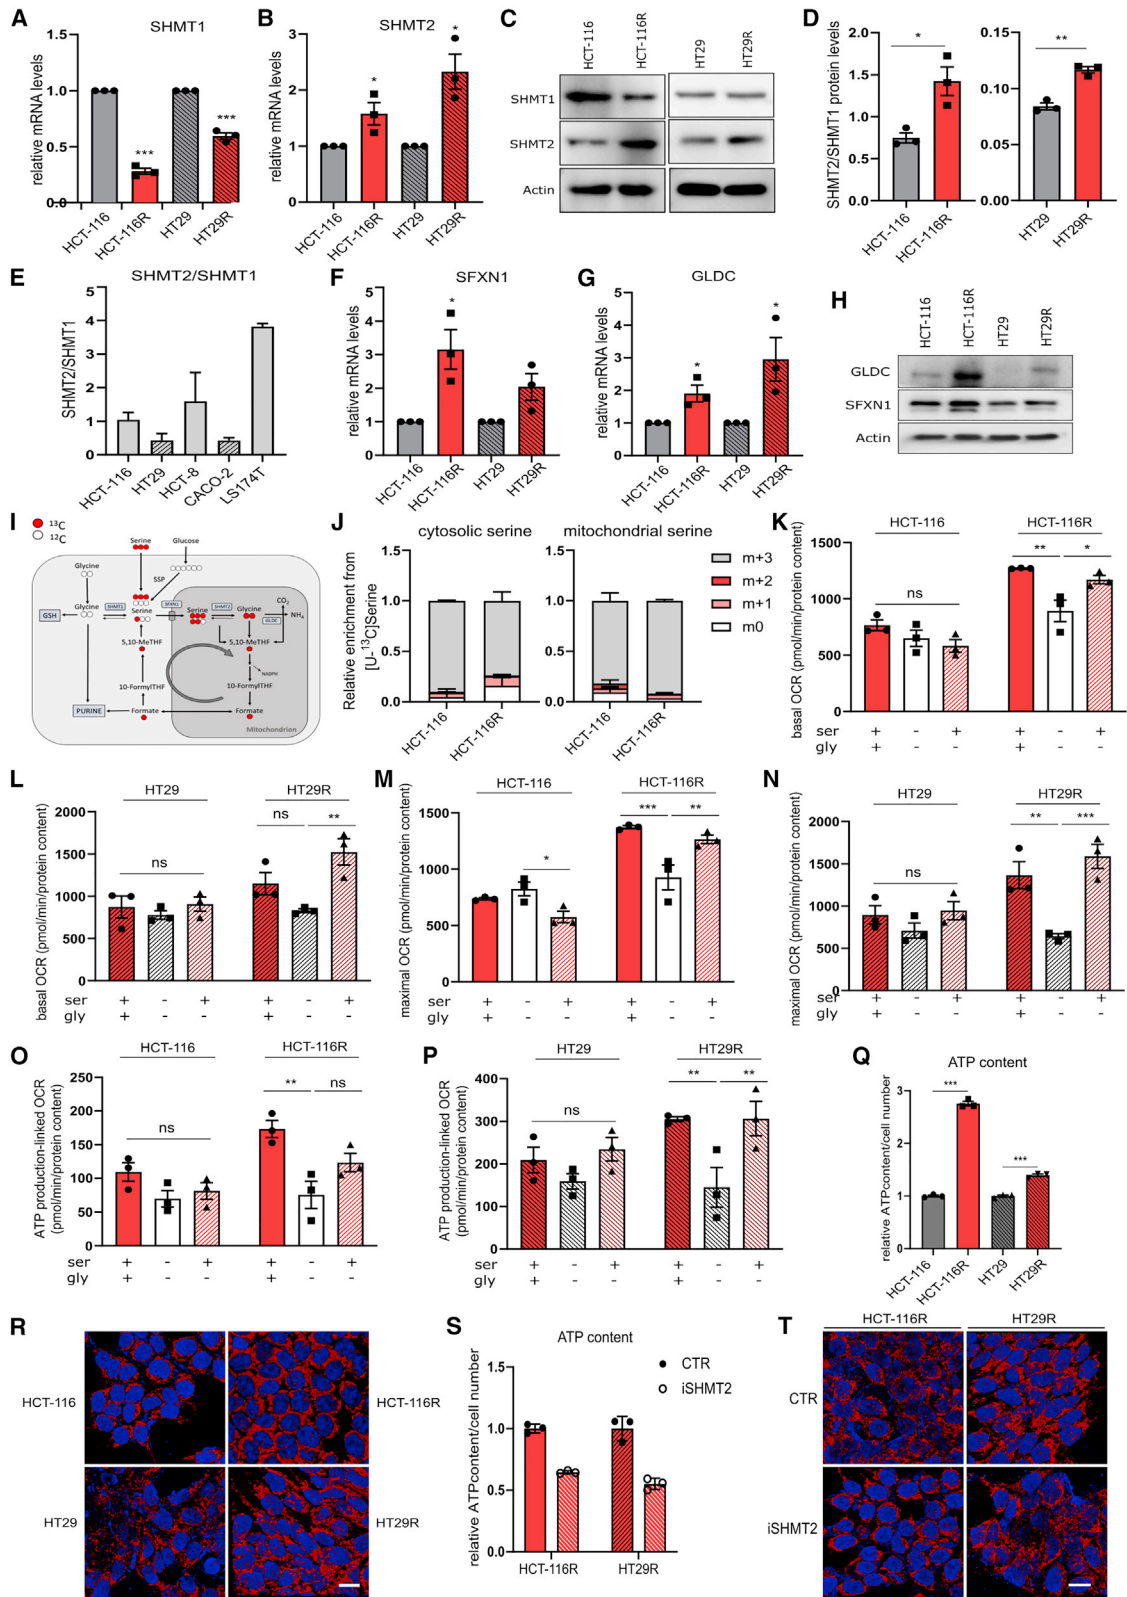 A
SHMT1
relative mRNA levels
1.5
1.0
0.5
0.0
***
***
HCT-116
HCT-116R
HT29
HT29R
B
SHMT2
relative mRNA levels
3
2
1
0
*
*
HCT-116
HCT-116R
HT29
HT29R
C
HCT-116
HCT-116R
HT29
HT29R
SHMT1
SHMT2
Actin
D
SHMT2/SHMT1 protein levels
2.0
1.5
1.0
0.5
0.0
*
HCT-116
HCT-116R
0.15
0.10
0.05
0.00
**
HT29
HT29R
E
SHMT2/SHMT1
SHMT2/SHMT1
5
4
2
0
HCT-116
HT29
HCT-8
CACO-2
LS174T
F
SFXN1
Relative mRNA levels
5
4
3
2
1
0
*
HCT-116
HCT-116R
HT29
HT29R
G
GLDC
relative mRNA levels
5
4
3
2
1
0
*
*
HCT-116
HCT-116R
HT29
HT29R
H
HCT-116
HCT-116R
HT29
HT29R
GLDC
SFXN1
Actin
I
13C
12C
Serine
Glucose
Glycine
SSP
GSH
Glycine
SHMT1
Serine
SFXN1
Serine
SHMT2
Glycine
CO2
NH4
GLDC
5,10-MeTHF
5,10-MeTHF
NADPH
10-FormylTHF
10-FormylTHF
PURINE
Formate
Formate
Mitochondrion
J
cytosolic serine
mitochondrial serine
Relative enrichment from
[U-13C]Serine
1.5
1.0
0.5
0.0
HCT-116
HCT-116R
1.5
1.0
0.5
0.0
HCT-116
HCT-116R
m+3
m+2
m+1
m0
K
HCT-116
HCT-116R
basal OCR (pmol/min/protein content)
1500
1000
500
0
ns
**
*
ser + - + + - +
gly + - - + - -
L
HT29
HT29R
basal OCR (pmol/min/protein content)
2000
1500
1000
500
0
ns
ns
**
ser + - + + - +
gly + - - + - -
M
HCT-116
HCT-116R
maximal OCR (pmol/min/protein content)
1500
1000
500
0
*
***
**
ser + - + + - +
gly + - - + - -
N
HT29
HT29R
maximal OCR (pmol/min/protein content)
2000
1500
1000
500
0
ns
**
***
ser + - + + - +
gly + - - + - -
O
HCT-116
HCT-116R
ATP production-linked OCR
(pmol/min/protein content)
250
200
150
100
50
0
ns
**
ns
ser + - + + - +
gly + - - + - -
P
HT29
HT29R
ATP production-linked OCR
(pmol/min/protein content)
400
300
200
100
0
ns
**
**
ser + - + + - +
gly + - - + - -
Q
ATP content
relative ATPcontent/cell number
3
2
1
0
***
***
HCT-116
HCT-116R
HT29
HT29R
R
HCT-116
HCT-116R
HT29
HT29R
S
ATP content
CTR
iSHMT2
relative ATPcontent/cell number
1.5
1.0
0.5
0.0
HCT-116R
HT29R
T
HCT-116R
HT29R
CTR
iSHMT2